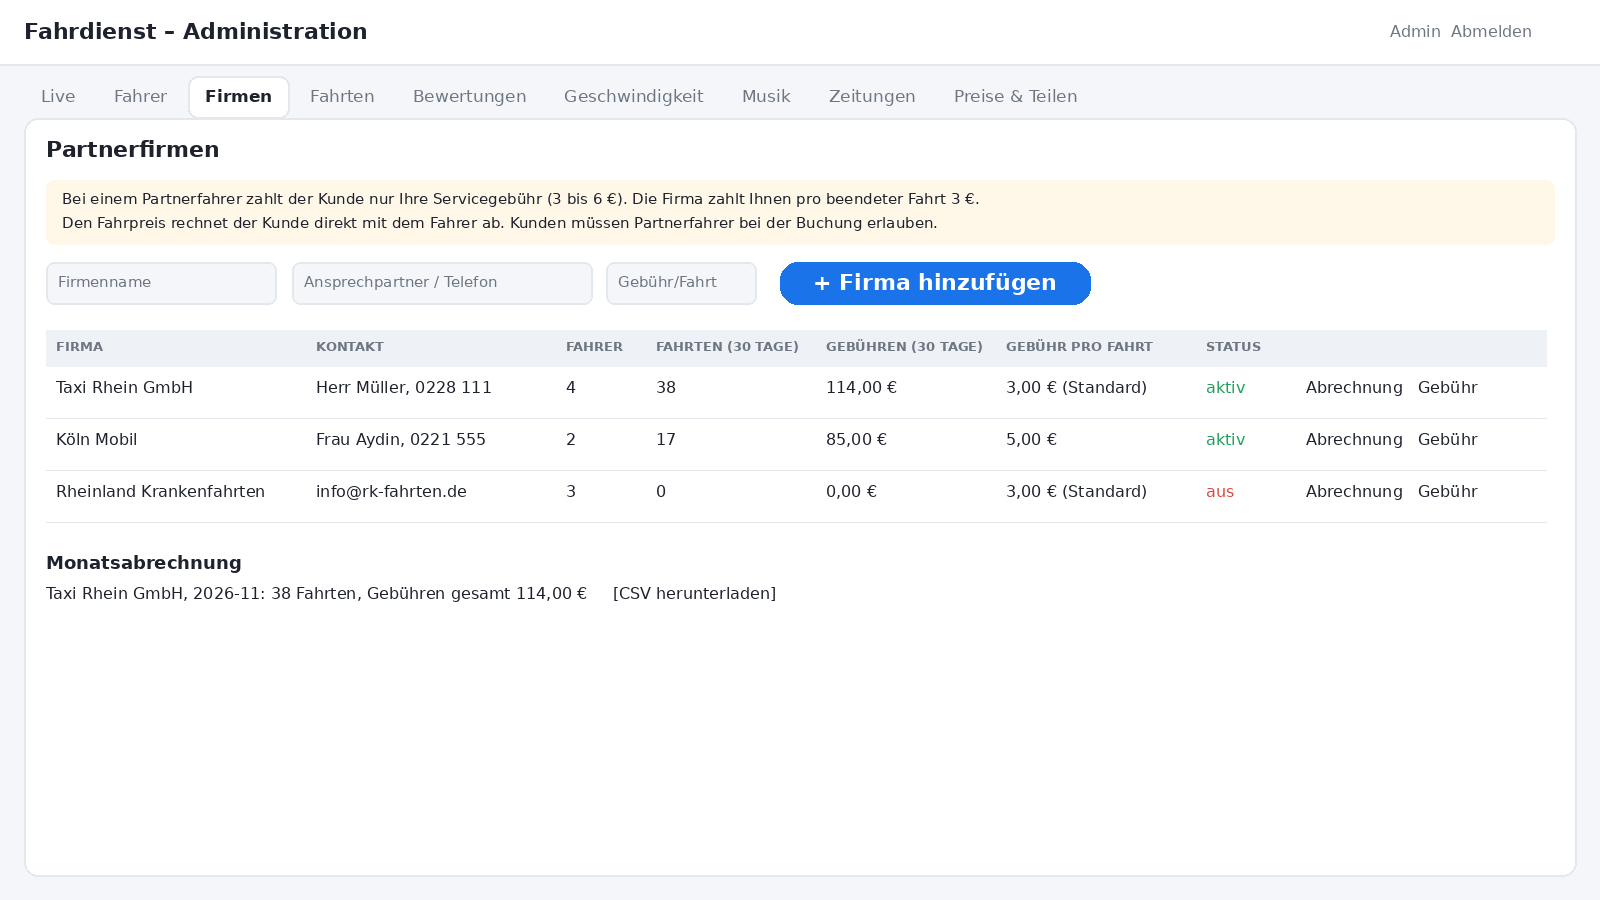 Fahrdienst – Administration
Admin Abmelden
Live Fahrer Firmen Fahrten Bewertungen Geschwindigkeit Musik Zeitungen Preise & Teilen
Partnerfirmen
Bei einem Partnerfahrer zahlt der Kunde nur Ihre Servicegebühr (3 bis 6 €). Die Firma zahlt Ihnen pro beendeter Fahrt 3 €.
Den Fahrpreis rechnet der Kunde direkt mit dem Fahrer ab. Kunden müssen Partnerfahrer bei der Buchung erlauben.
Firmenname Ansprechpartner / Telefon Gebühr/Fahrt + Firma hinzufügen
FIRMA KONTAKT FAHRER FAHRTEN (30 TAGE) GEBÜHREN (30 TAGE) GEBÜHR PRO FAHRT STATUS
Taxi Rhein GmbH Herr Müller, 0228 111 4 38 114,00 € 3,00 € (Standard) aktiv Abrechnung Gebühr
Köln Mobil Frau Aydin, 0221 555 2 17 85,00 € 5,00 € aktiv Abrechnung Gebühr
Rheinland Krankenfahrten info@rk-fahrten.de 3 0 0,00 € 3,00 € (Standard) aus Abrechnung Gebühr
Monatsabrechnung
Taxi Rhein GmbH, 2026-11: 38 Fahrten, Gebühren gesamt 114,00 € [CSV herunterladen]